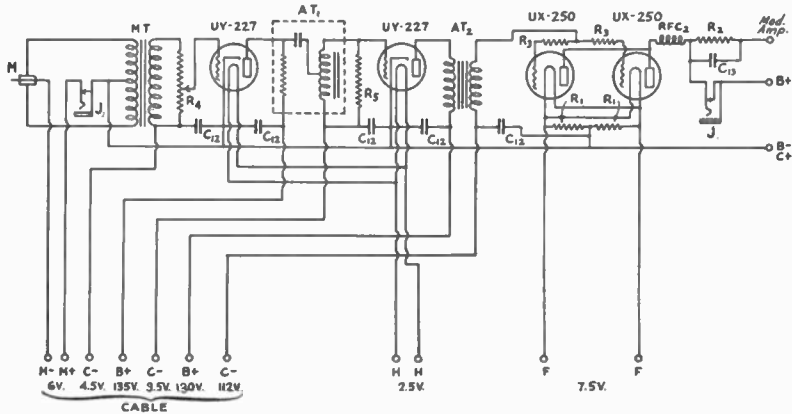 MT
UY-227
AT1
UY-227
AT2
UX-250
UX-250
RFC2
R2
Mod. Amp.
R3
R3
M
J
R4
R5
C13
B+
R1
R1
J
C12
C12
C12
C12
C12
B-
C+
M- M+ C- B+ C- B+ C- H H F F
6V. 4.5V. 135V. 9.5V. 130V. 112V. 2.5V. 7.5V.
CABLE